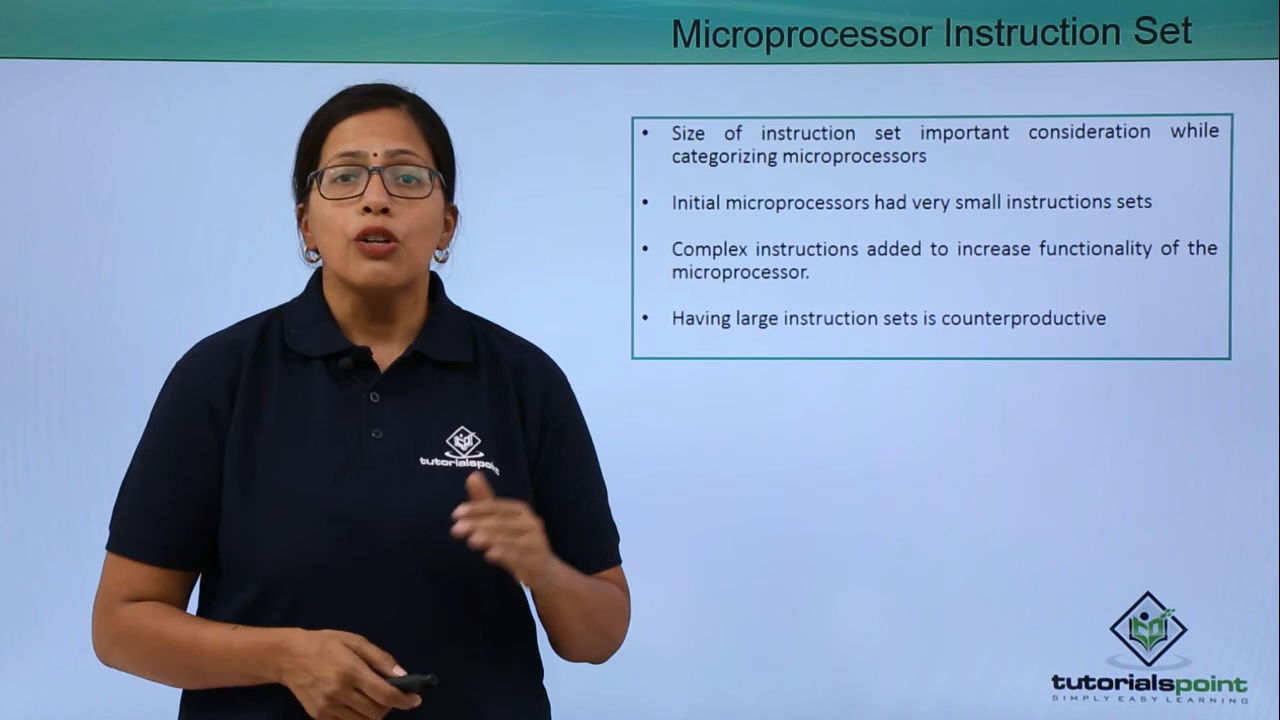 Microprocessor Instruction Set
• Size of instruction set important consideration while
categorizing microprocessors
• Initial microprocessors had very small instructions sets
• Complex instructions added to increase functionality of the
microprocessor.
• Having large instruction sets is counterproductive
tutorialspoint
tutorialspoint
SIMPLY EASY LEARNING